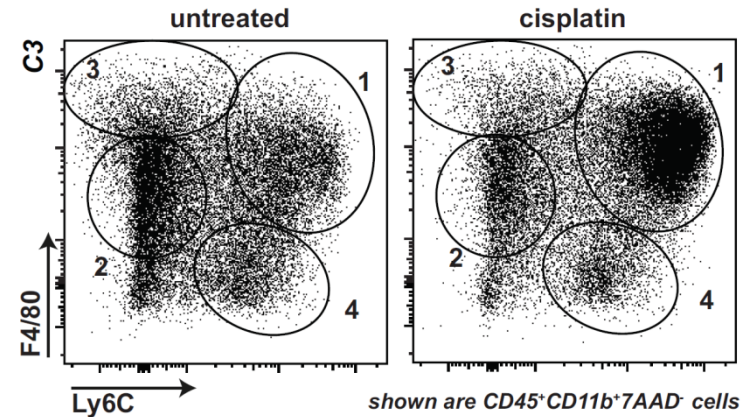 untreated
cisplatin
C3
3
1
2
4
3
1
2
4
F4/80
Ly6C
shown are CD45⁺CD11b⁺7AAD⁻ cells